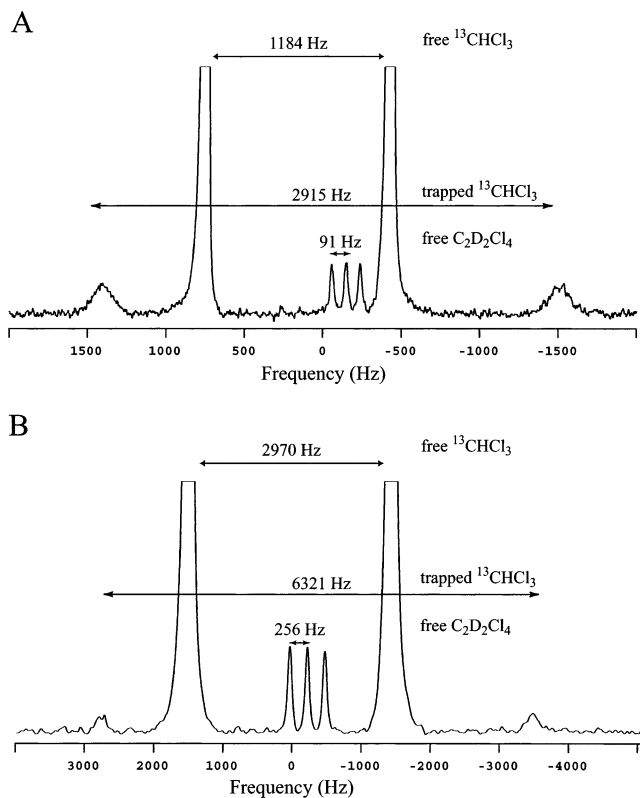 A
1184 Hz
free ¹³CHCl₃
2915 Hz
trapped ¹³CHCl₃
91 Hz
free C₂D₂Cl₄
1500 1000 500 0 -500 -1000 -1500
Frequency (Hz)
B
2970 Hz
free ¹³CHCl₃
6321 Hz
trapped ¹³CHCl₃
256 Hz
free C₂D₂Cl₄
3000 2000 1000 0 -1000 -2000 -3000 -4000
Frequency (Hz)